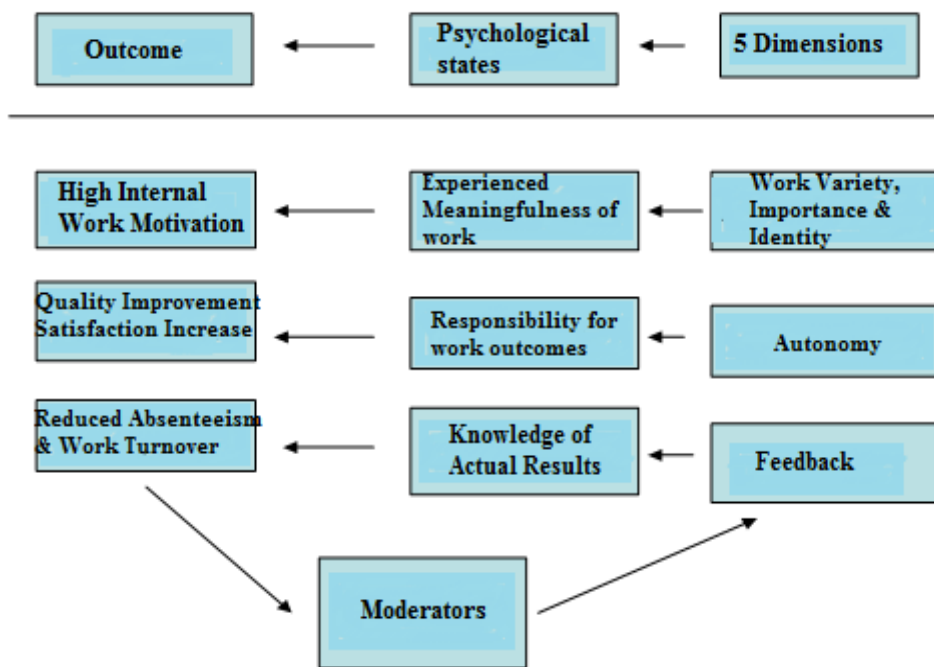 Outcome
Psychological
states
5 Dimensions
High Internal
Work Motivation
Experienced
Meaningfulness of
work
Work Variety,
Importance &
Identity
Quality Improvement
Satisfaction Increase
Responsibility for
work outcomes
Autonomy
Reduced Absenteeism
& Work Turnover
Knowledge of
Actual Results
Feedback
Moderators